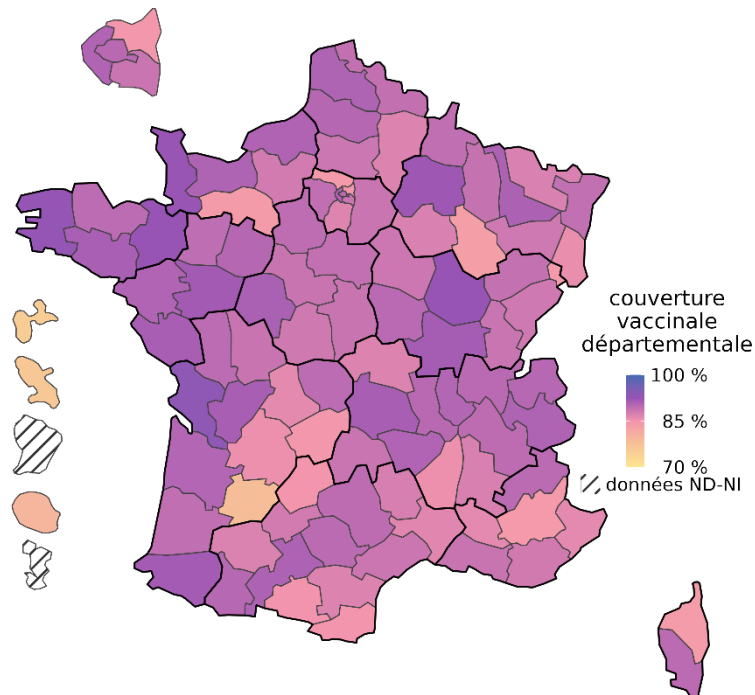 couverture
vaccinale
départementale
100 %
85 %
70 %
données ND-NI